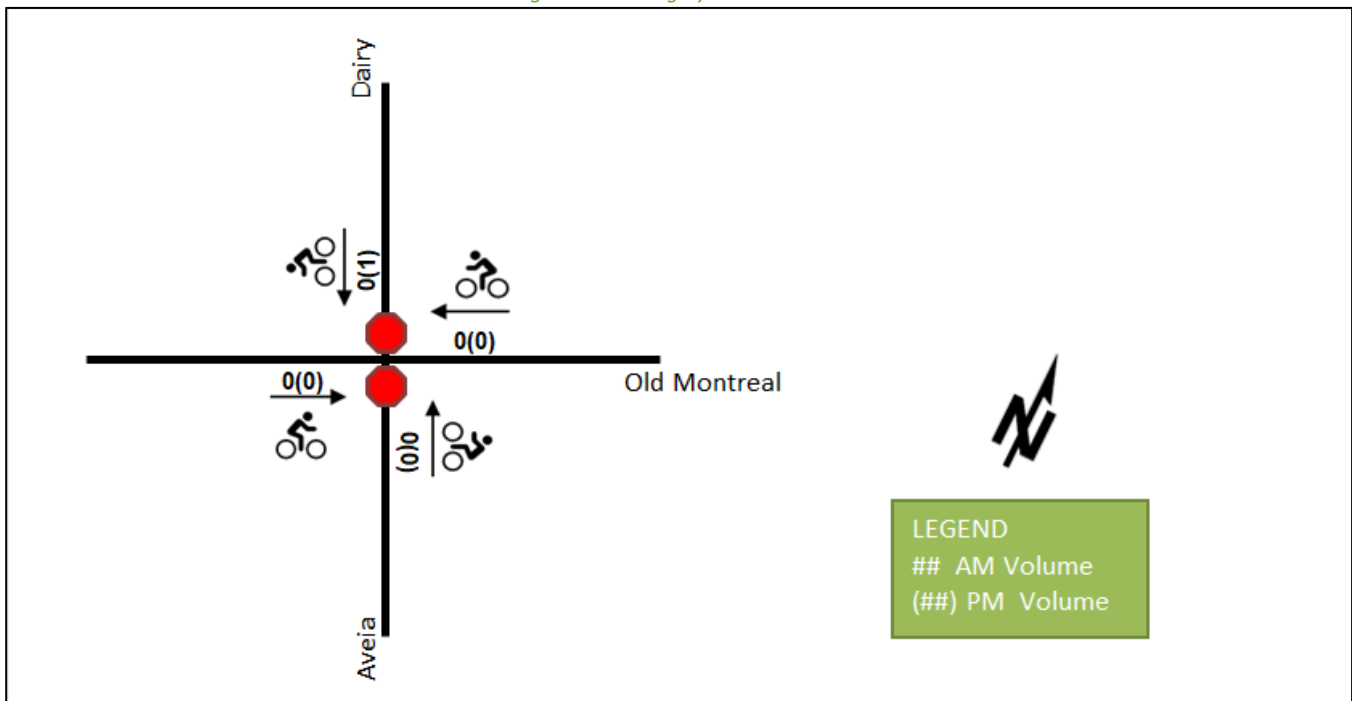 Dairy
0(1)
0(0)
0(0)
Old Montreal
0(0)
Aveia
N
LEGEND
## AM Volume
(##) PM Volume